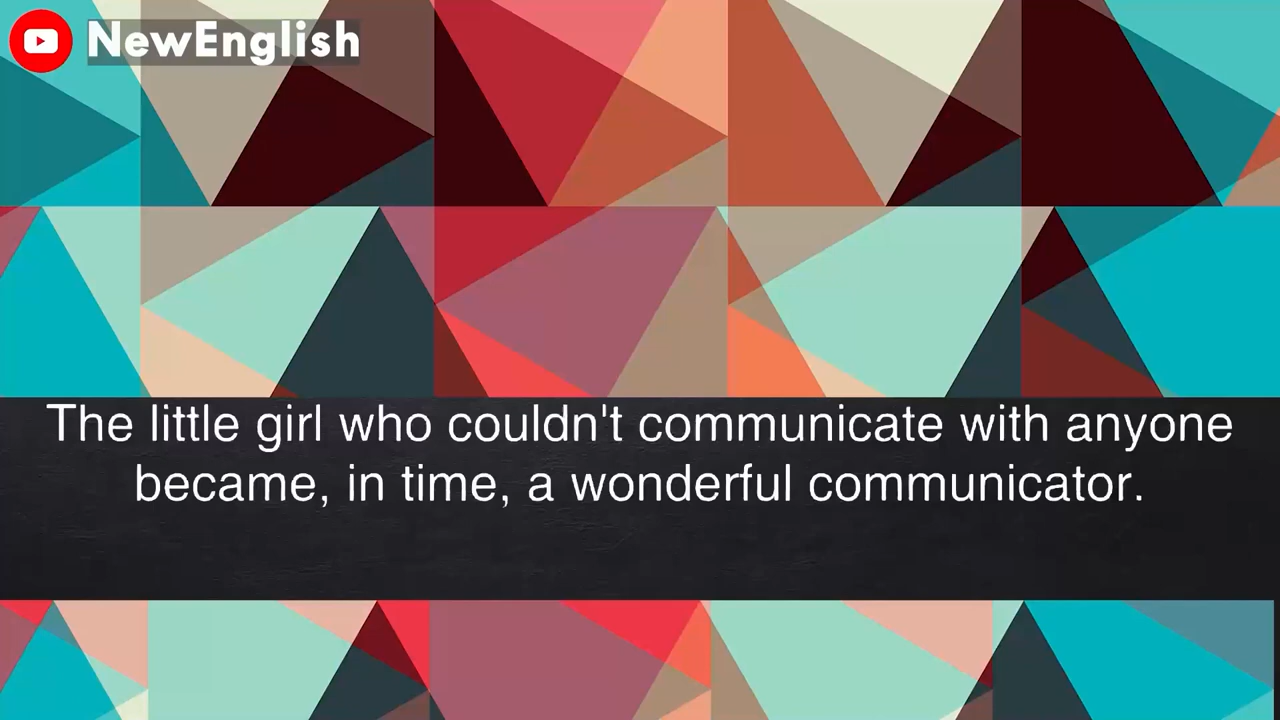 NewEnglish
The little girl who couldn't communicate with anyone
became, in time, a wonderful communicator.